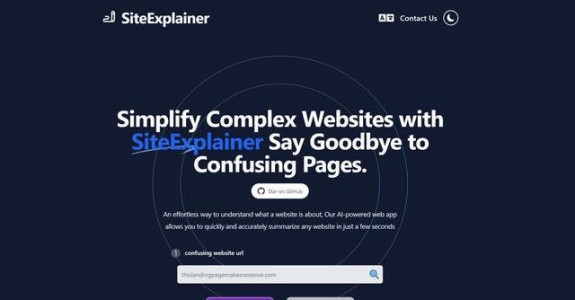 SiteExplainer
Contact Us
Simplify Complex Websites with
SiteExplainer Say Goodbye to
Confusing Pages.
Star on GitHub
An effortless way to understand what a website is about, Our AI-powered web app
allows you to quickly and accurately summarize any website in just a few seconds
1 confusing website url
thislandingpagemakesnosense.com